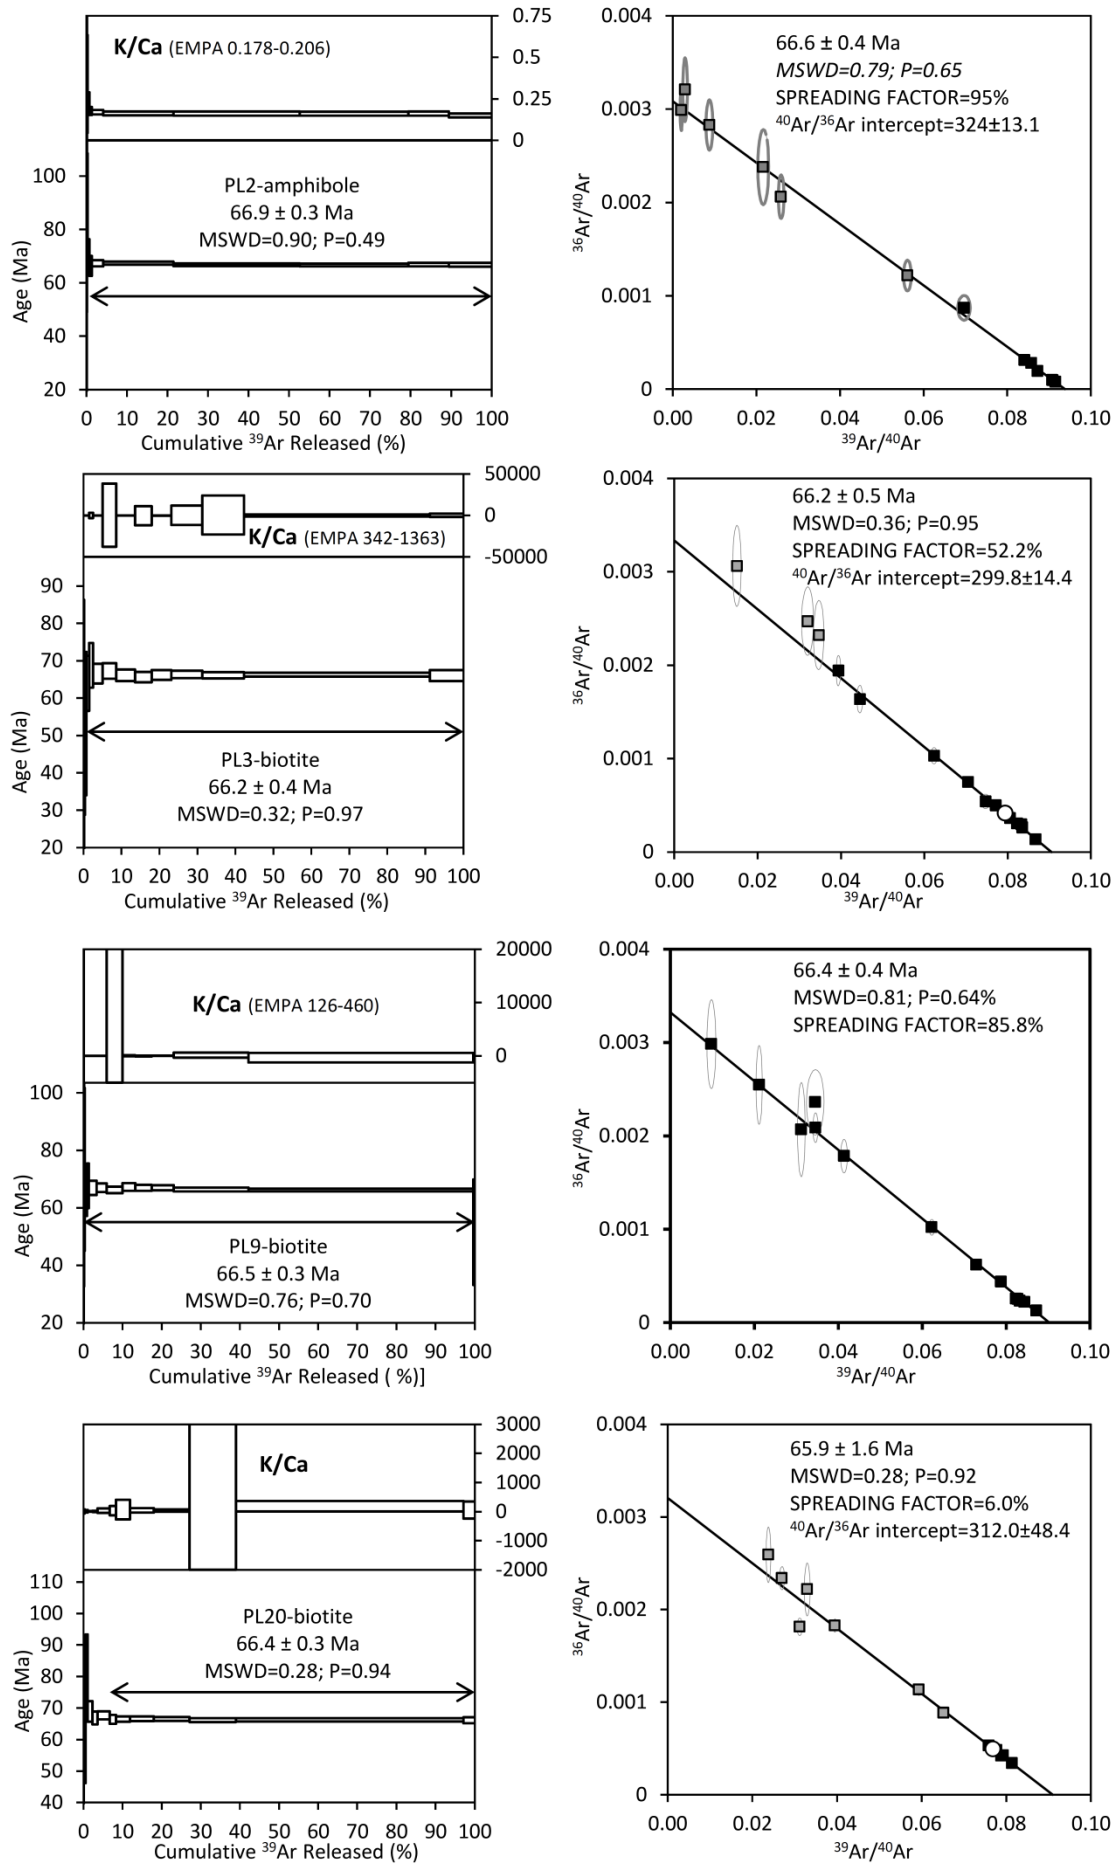 K/Ca (EMPA 0.178-0.206)
0.75
0.5
0.25
0
Age (Ma)
100
80
60
40
20
PL2-amphibole
66.9 ± 0.3 Ma
MSWD=0.90; P=0.49
0 10 20 30 40 50 60 70 80 90 100
Cumulative ³⁹Ar Released (%)
³⁶Ar/⁴⁰Ar
0.004
0.003
0.002
0.001
0
66.6 ± 0.4 Ma
MSWD=0.79; P=0.65
SPREADING FACTOR=95%
⁴⁰Ar/³⁶Ar intercept=324±13.1
0.00 0.02 0.04 0.06 0.08 0.10
³⁹Ar/⁴⁰Ar
50000
0
-50000
K/Ca (EMPA 342-1363)
Age (Ma)
90
80
70
60
50
40
30
20
PL3-biotite
66.2 ± 0.4 Ma
MSWD=0.32; P=0.97
0 10 20 30 40 50 60 70 80 90 100
Cumulative ³⁹Ar Released (%)
³⁶Ar/⁴⁰Ar
0.004
0.003
0.002
0.001
0
66.2 ± 0.5 Ma
MSWD=0.36; P=0.95
SPREADING FACTOR=52.2%
⁴⁰Ar/³⁶Ar intercept=299.8±14.4
0.00 0.02 0.04 0.06 0.08 0.10
³⁹Ar/⁴⁰Ar
K/Ca (EMPA 126-460)
20000
10000
0
Age (Ma)
100
80
60
40
20
PL9-biotite
66.5 ± 0.3 Ma
MSWD=0.76; P=0.70
0 10 20 30 40 50 60 70 80 90 100
Cumulative ³⁹Ar Released ( %)]
³⁶Ar/⁴⁰Ar
0.004
0.003
0.002
0.001
0
66.4 ± 0.4 Ma
MSWD=0.81; P=0.64%
SPREADING FACTOR=85.8%
0.00 0.02 0.04 0.06 0.08 0.10
³⁹Ar/⁴⁰Ar
K/Ca
3000
2000
1000
0
-1000
-2000
Age (Ma)
110
100
90
80
70
60
50
40
PL20-biotite
66.4 ± 0.3 Ma
MSWD=0.28; P=0.94
0 10 20 30 40 50 60 70 80 90 100
Cumulative ³⁹Ar Released (%)
³⁶Ar/⁴⁰Ar
0.004
0.003
0.002
0.001
0
65.9 ± 1.6 Ma
MSWD=0.28; P=0.92
SPREADING FACTOR=6.0%
⁴⁰Ar/³⁶Ar intercept=312.0±48.4
0.00 0.02 0.04 0.06 0.08 0.10
³⁹Ar/⁴⁰Ar